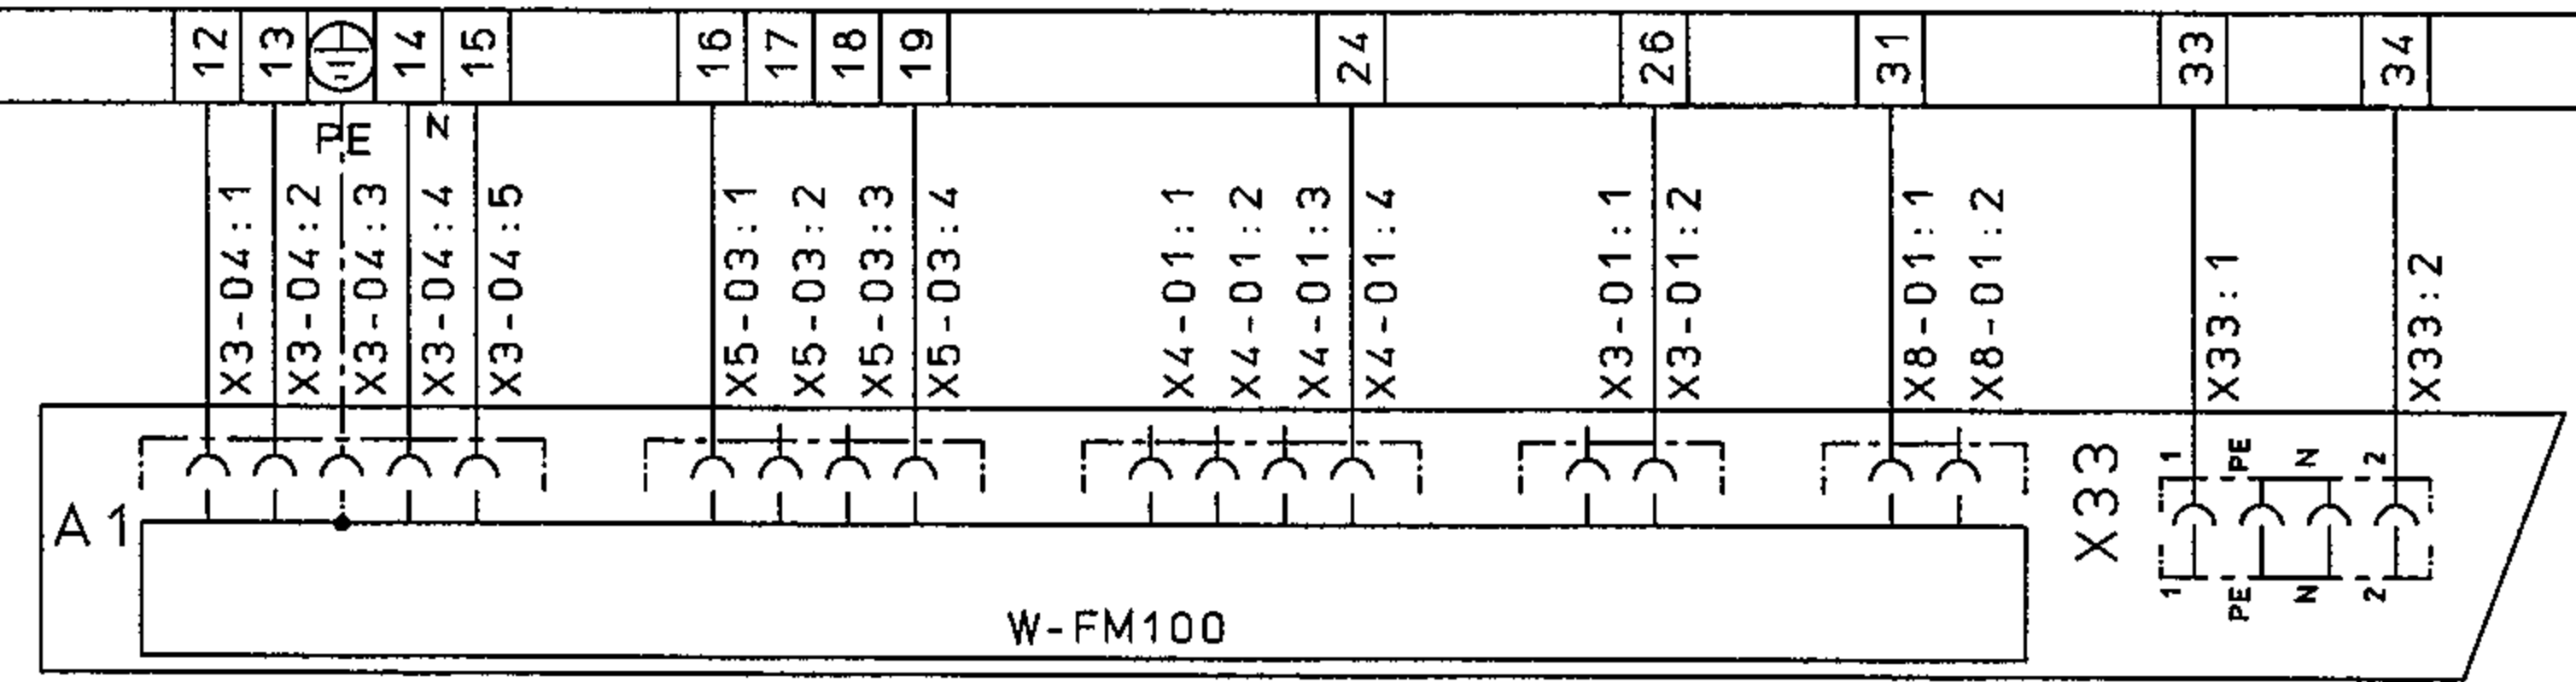 12 13 14 15 16 17 18 19 24 26 31 33 34
PE N
X3-04:1 X3-04:2 X3-04:3 X3-04:4 X3-04:5 X5-03:1 X5-03:2 X5-03:3 X5-03:4 X4-01:1 X4-01:2 X4-01:3 X4-01:4 X3-01:1 X3-01:2 X8-01:1 X8-01:2 X33:1 X33:2
A1 X33
1 PE N 2
1 PE N 2
W-FM100